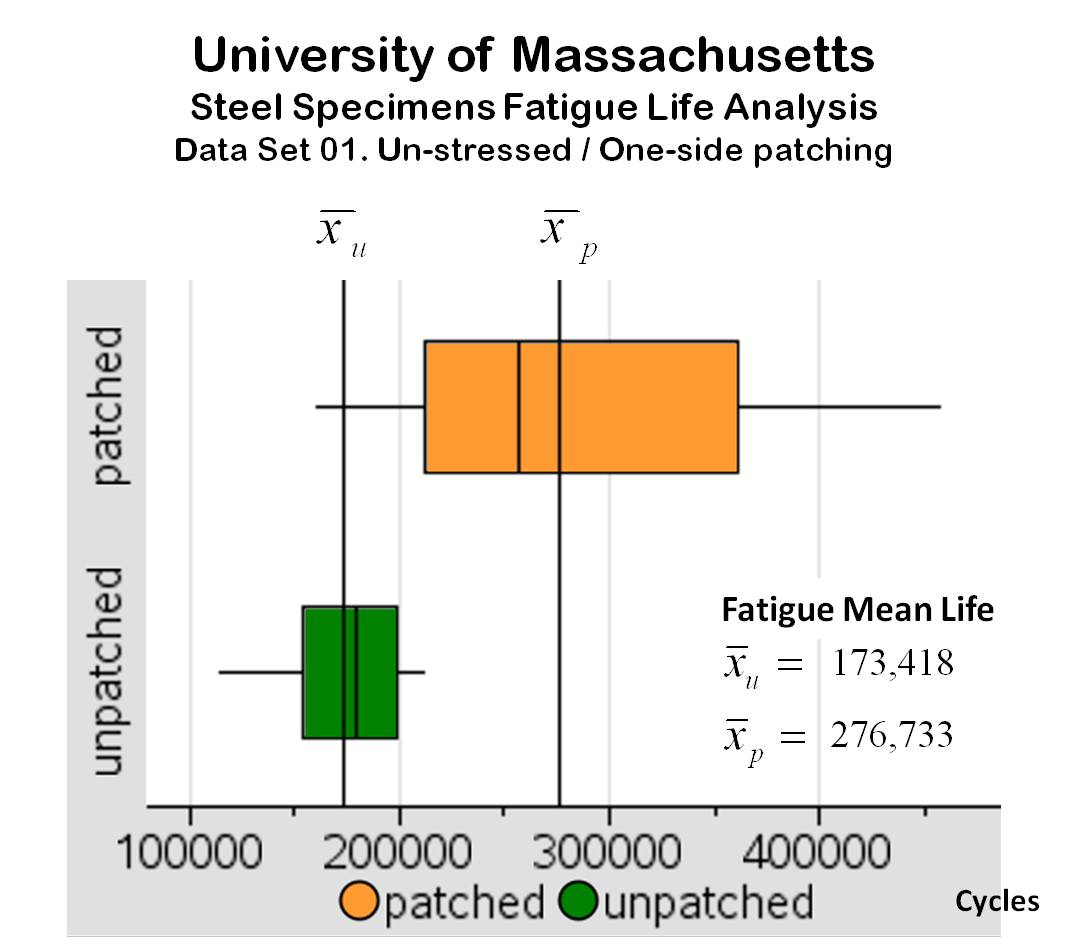 University of Massachusetts
Steel Specimens Fatigue Life Analysis
Data Set 01. Un-stressed / One-side patching
x̅ u
x̅ p
patched
unpatched
Fatigue Mean Life
x̅ u = 173,418
x̅ p = 276,733
100000 200000 300000 400000
patched unpatched
Cycles